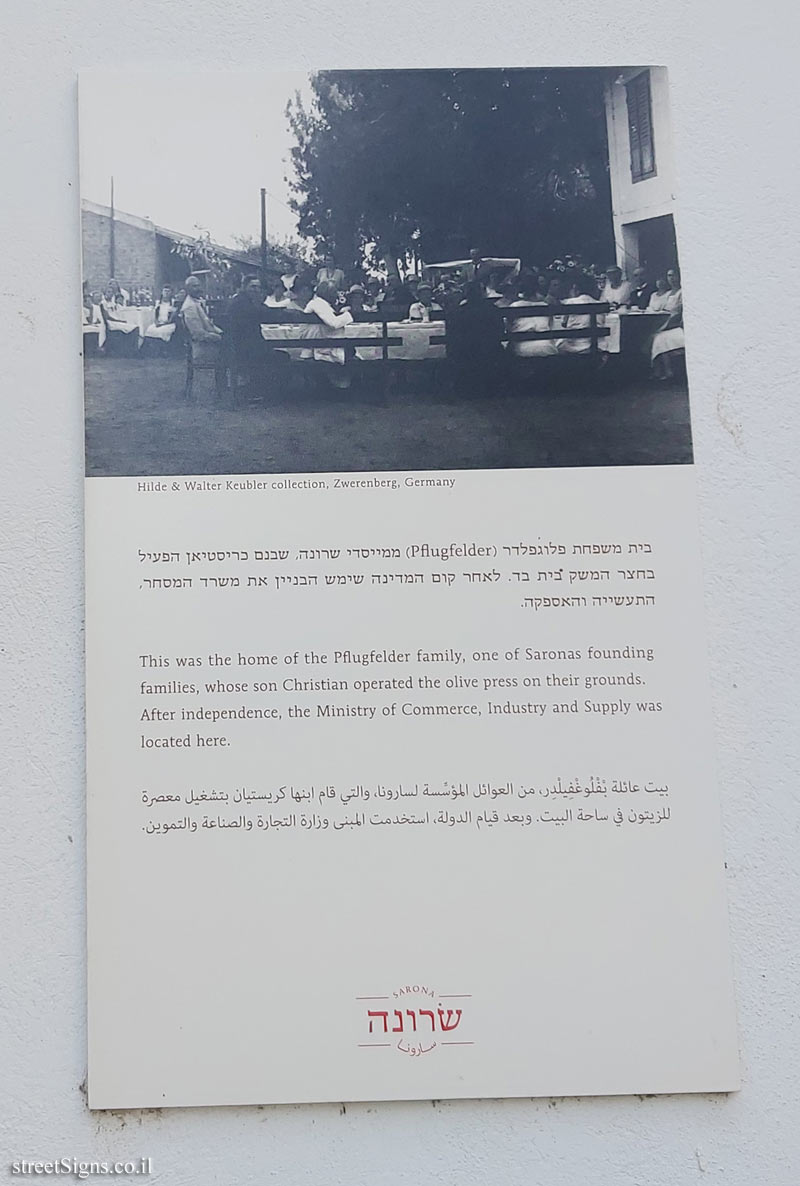 Hilde & Walter Keubler collection, Zwerenberg, Germany
בית משפחת פלוגפלדר (Pflugfelder) ממייסדי שרונה, שבנם כריסטיאן הפעיל
בחצר המשק בית בד. לאחר קום המדינה שימש הבניין את משרד המסחר,
התעשייה והאספקה.
This was the home of the Pflugfelder family, one of Saronas founding
families, whose son Christian operated the olive press on their grounds.
After independence, the Ministry of Commerce, Industry and Supply was
located here.
بيت عائلة بْفْلُوغْفِيلْدِر، من العوائل المؤسِّسة لسارونا، والتي قام ابنها كريستيان بتشغيل معصرة
للزيتون في ساحة البيت. وبعد قيام الدولة، استخدمت المبنى وزارة التجارة والصناعة والتموين.
SARONA
שׂרונה
سارونا
streetSigns.co.il